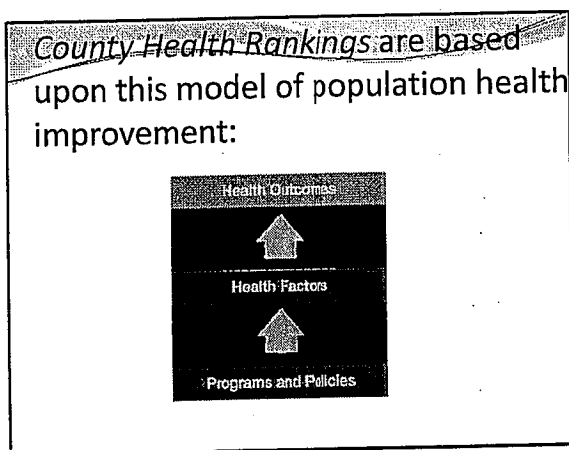 County Health Rankings are based
upon this model of population health
improvement:
Health Outcomes
Health Factors
Programs and Policies